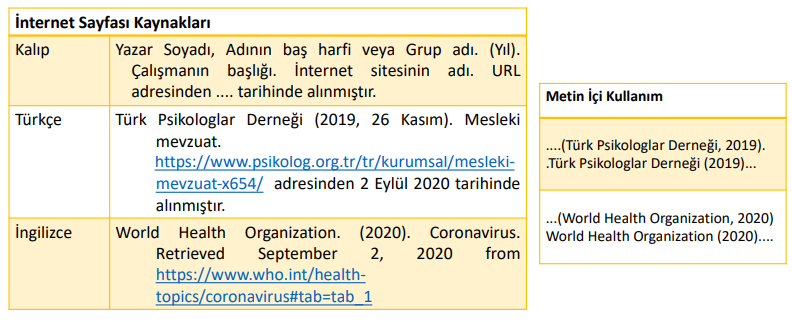 İnternet Sayfası Kaynakları
Kalıp
Yazar Soyadı, Adının baş harfi veya Grup adı. (Yıl).
Çalışmanın başlığı. İnternet sitesinin adı. URL
adresinden .... tarihinde alınmıştır.
Türkçe
Türk Psikologlar Derneği (2019, 26 Kasım). Mesleki
mevzuat.
https://www.psikolog.org.tr/tr/kurumsal/mesleki-
mevzuat-x654/ adresinden 2 Eylül 2020 tarihinde
alınmıştır.
İngilizce
World Health Organization. (2020). Coronavirus.
Retrieved September 2, 2020 from
https://www.who.int/health-
topics/coronavirus#tab=tab_1
Metin İçi Kullanım
....(Türk Psikologlar Derneği, 2019).
.Türk Psikologlar Derneği (2019)...
...(World Health Organization, 2020)
World Health Organization (2020)....